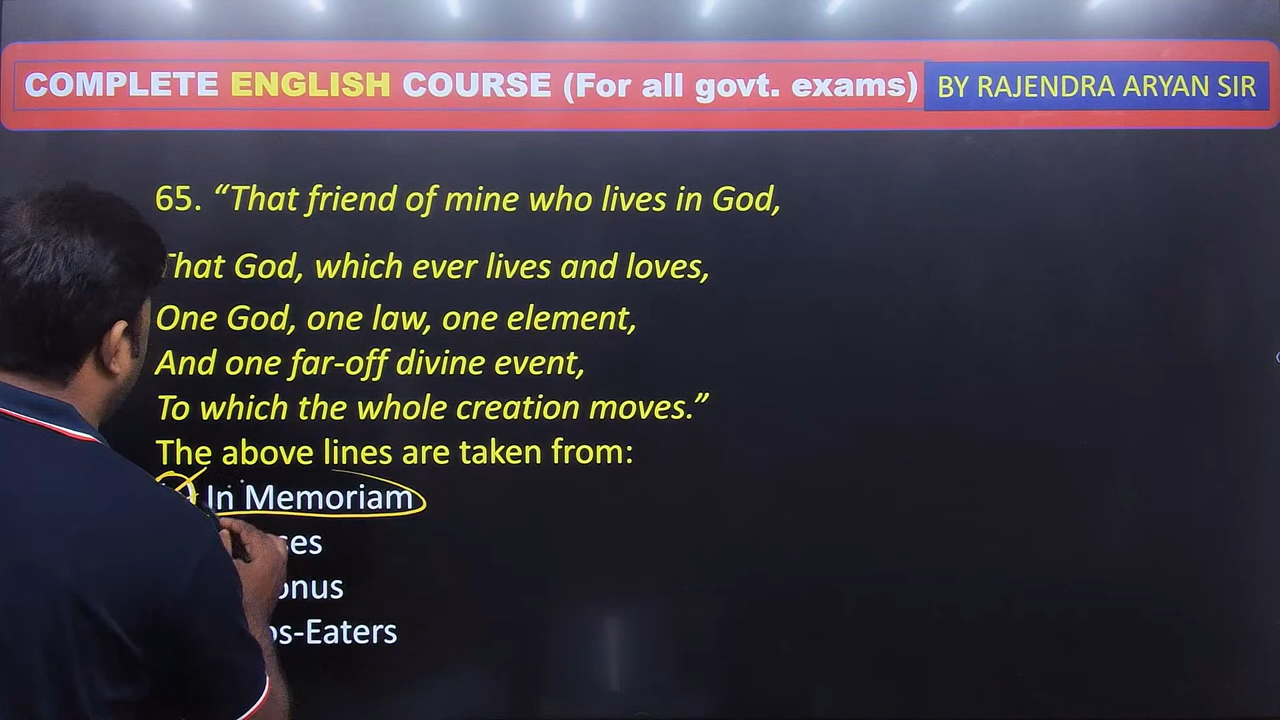 COMPLETE ENGLISH COURSE (For all govt. exams) BY RAJENDRA ARYAN SIR
65. “That friend of mine who lives in God,
That God, which ever lives and loves,
One God, one law, one element,
And one far-off divine event,
To which the whole creation moves.”
The above lines are taken from:
In Memoriam
ses
onus
os-Eaters